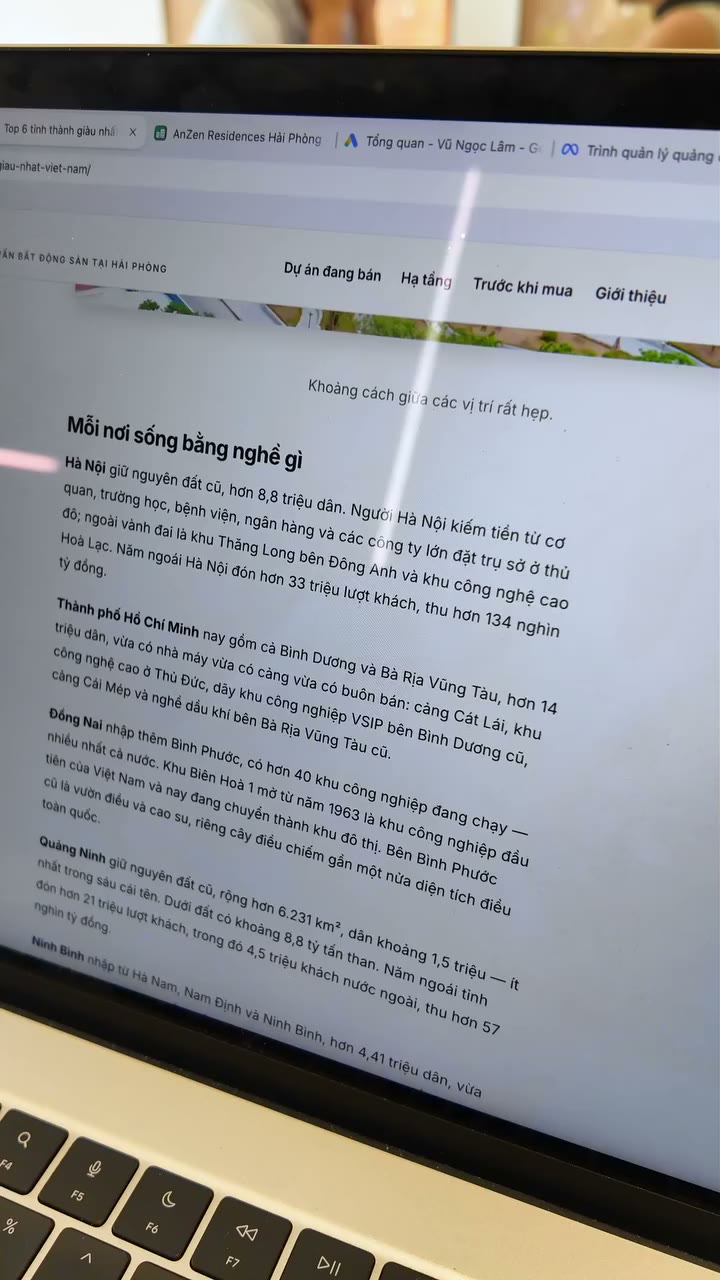 Top 6 tỉnh thành giàu nhấ
AnZen Residences Hải Phòng
Tổng quan - Vũ Ngọc Lâm - G
Trình quản lý quảng
giau-nhat-viet-nam/
VẤN BẤT ĐỘNG SẢN TẠI HẢI PHÒNG
Dự án đang bán
Hạ tầng
Trước khi mua
Giới thiệu
Khoảng cách giữa các vị trí rất hẹp.
Mỗi nơi sống bằng nghề gì
Hà Nội giữ nguyên đất cũ, hơn 8,8 triệu dân. Người Hà Nội kiếm tiền từ cơ
quan, trường học, bệnh viện, ngân hàng và các công ty lớn đặt trụ sở ở thủ
đô; ngoài vành đai là khu Thăng Long bên Đông Anh và khu công nghệ cao
Hoà Lạc. Năm ngoái Hà Nội đón hơn 33 triệu lượt khách, thu hơn 134 nghìn
tỷ đồng.
Thành phố Hồ Chí Minh nay gồm cả Bình Dương và Bà Rịa Vũng Tàu, hơn 14
triệu dân, vừa có nhà máy vừa có cảng vừa có buôn bán: cảng Cát Lái, khu
công nghệ cao ở Thủ Đức, dãy khu công nghiệp VSIP bên Bình Dương cũ,
cảng Cái Mép và nghề dầu khí bên Bà Rịa Vũng Tàu cũ.
Đồng Nai nhập thêm Bình Phước, có hơn 40 khu công nghiệp đang chạy —
nhiều nhất cả nước. Khu Biên Hoà 1 mở từ năm 1963 là khu công nghiệp đầu
tiên của Việt Nam và nay đang chuyển thành khu đô thị. Bên Bình Phước
cũ là vườn điều và cao su, riêng cây điều chiếm gần một nửa diện tích điều
toàn quốc.
Quảng Ninh giữ nguyên đất cũ, rộng hơn 6.231 km², dân khoảng 1,5 triệu — ít
nhất trong sáu cái tên. Dưới đất có khoảng 8,8 tỷ tấn than. Năm ngoái tỉnh
đón hơn 21 triệu lượt khách, trong đó 4,5 triệu khách nước ngoài, thu hơn 57
nghìn tỷ đồng.
Ninh Bình nhập từ Hà Nam, Nam Định và Ninh Bình, hơn 4,41 triệu dân, vừa
F4
F5
F6
F7
%
^